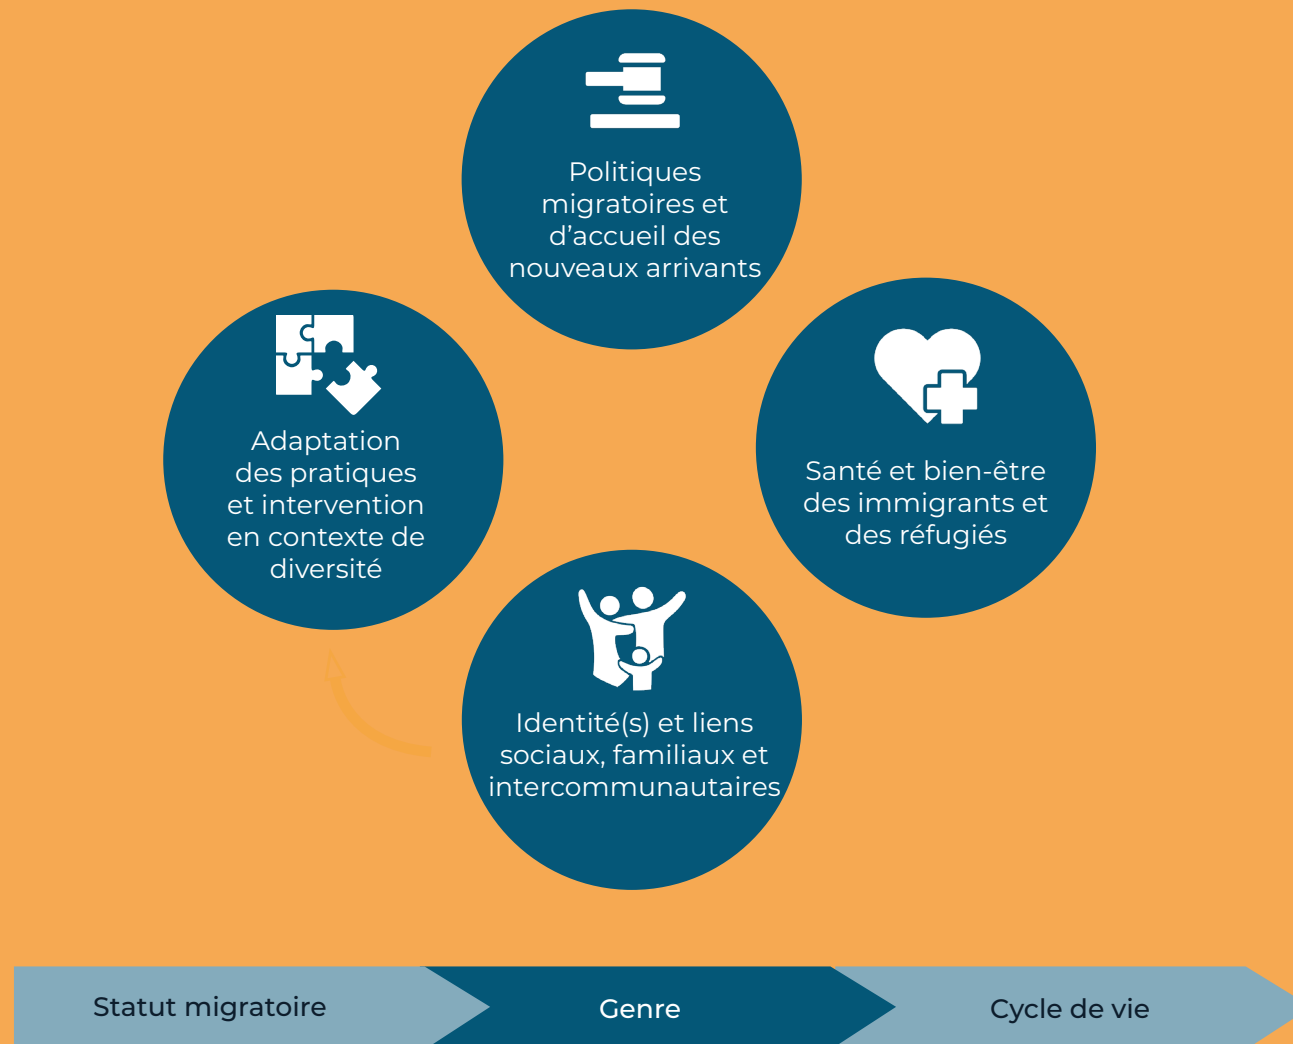 Politiques
migratoires et
d’accueil des
nouveaux arrivants
Adaptation
des pratiques
et intervention
en contexte de
diversité
Santé et bien-être
des immigrants et
des réfugiés
Identité(s) et liens
sociaux, familiaux et
intercommunautaires
Statut migratoire
Genre
Cycle de vie